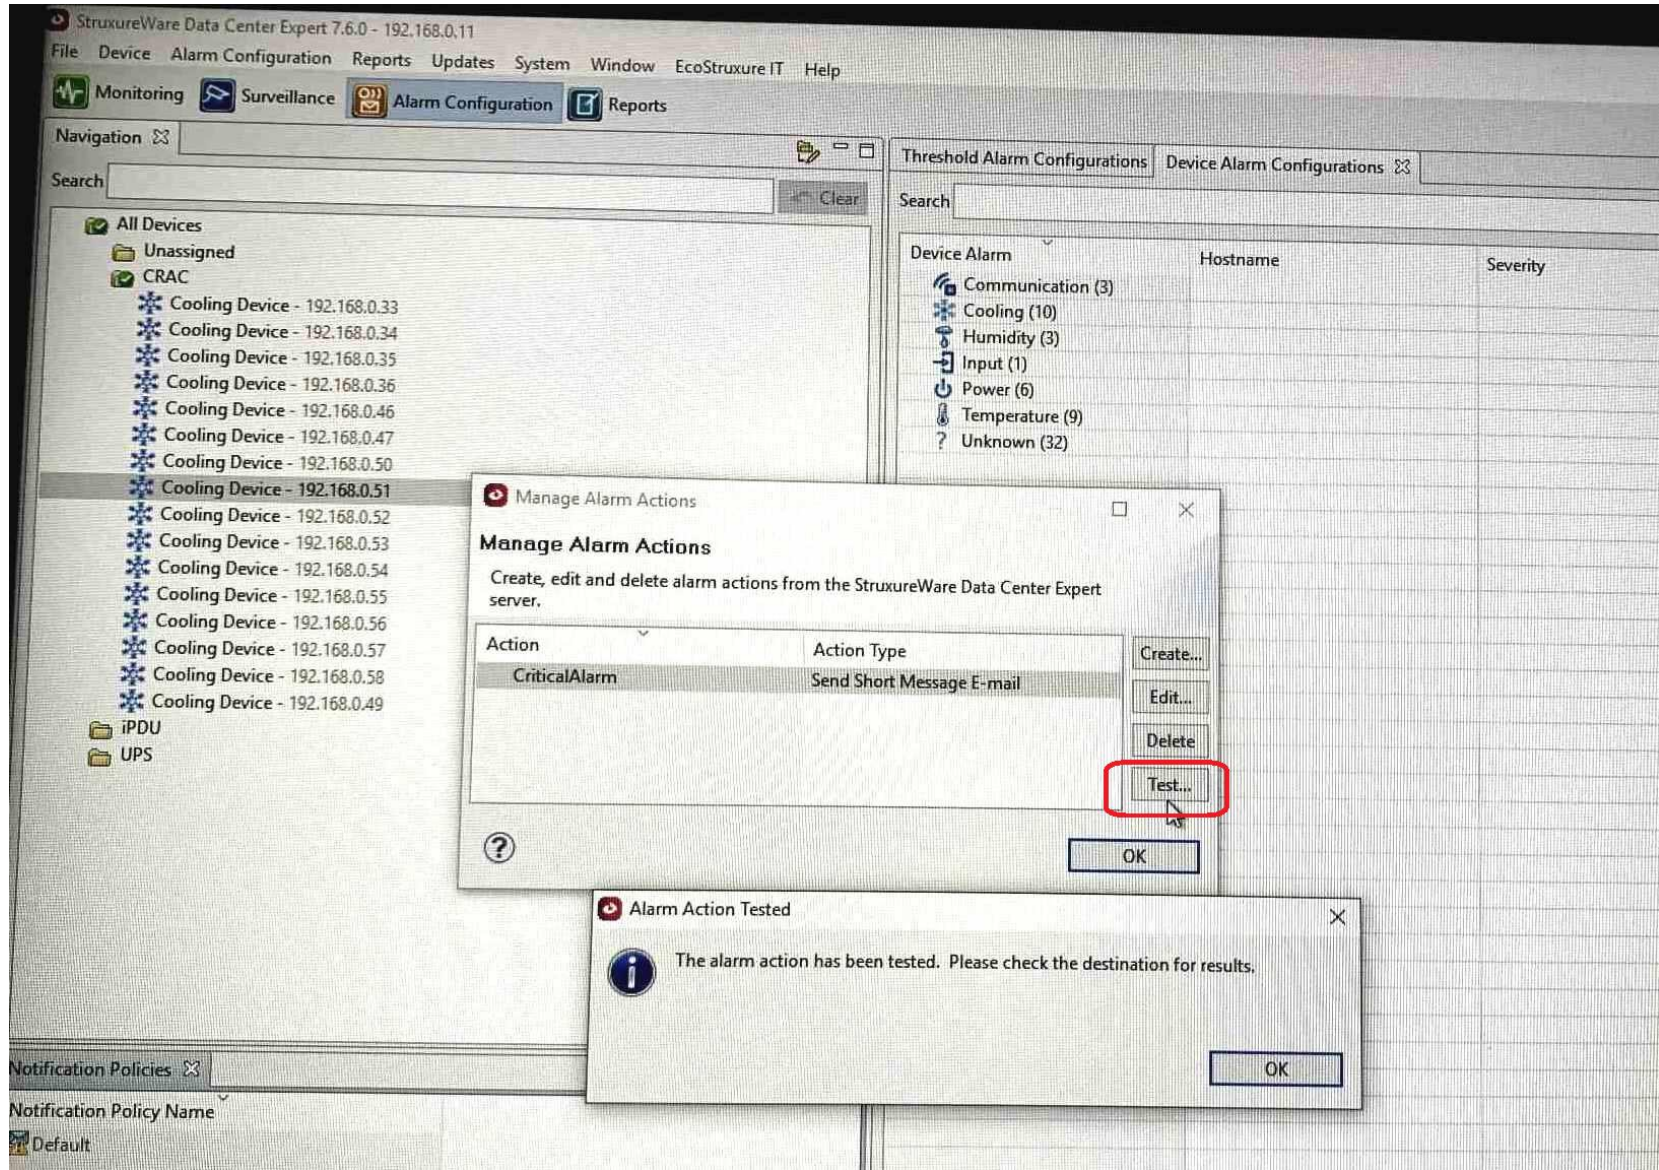 StruxureWare Data Center Expert 7.6.0 - 192.168.0.11
File Device Alarm Configuration Reports Updates System Window EcoStruxure IT Help
Monitoring Surveillance Alarm Configuration Reports
Navigation
Search
Clear
All Devices
Unassigned
CRAC
Cooling Device - 192.168.0.33
Cooling Device - 192.168.0.34
Cooling Device - 192.168.0.35
Cooling Device - 192.168.0.36
Cooling Device - 192.168.0.46
Cooling Device - 192.168.0.47
Cooling Device - 192.168.0.50
Cooling Device - 192.168.0.51
Cooling Device - 192.168.0.52
Cooling Device - 192.168.0.53
Cooling Device - 192.168.0.54
Cooling Device - 192.168.0.55
Cooling Device - 192.168.0.56
Cooling Device - 192.168.0.57
Cooling Device - 192.168.0.58
Cooling Device - 192.168.0.49
iPDU
UPS
Threshold Alarm Configurations Device Alarm Configurations
Search
Device Alarm Hostname Severity
Communication (3)
Cooling (10)
Humidity (3)
Input (1)
Power (6)
Temperature (9)
? Unknown (32)
Manage Alarm Actions
Manage Alarm Actions
Create, edit and delete alarm actions from the StruxureWare Data Center Expert
server.
Action Action Type
CriticalAlarm Send Short Message E-mail
Create...
Edit...
Delete
Test...
?
OK
Alarm Action Tested
i
The alarm action has been tested. Please check the destination for results.
OK
Notification Policies
Notification Policy Name
Default